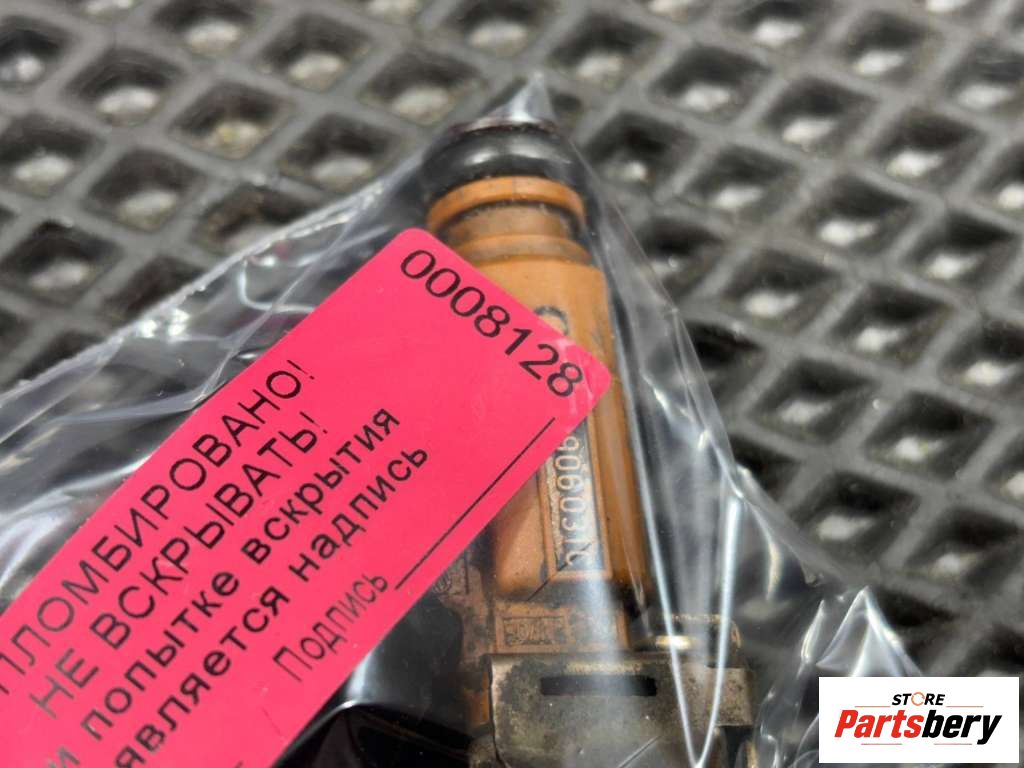 0008128
ПЛОМБИРОВАНО!
НЕ ВСКРЫВАТЬ!
и попытке вскрытия
является надпись
Подпись
STORE
Partsbery